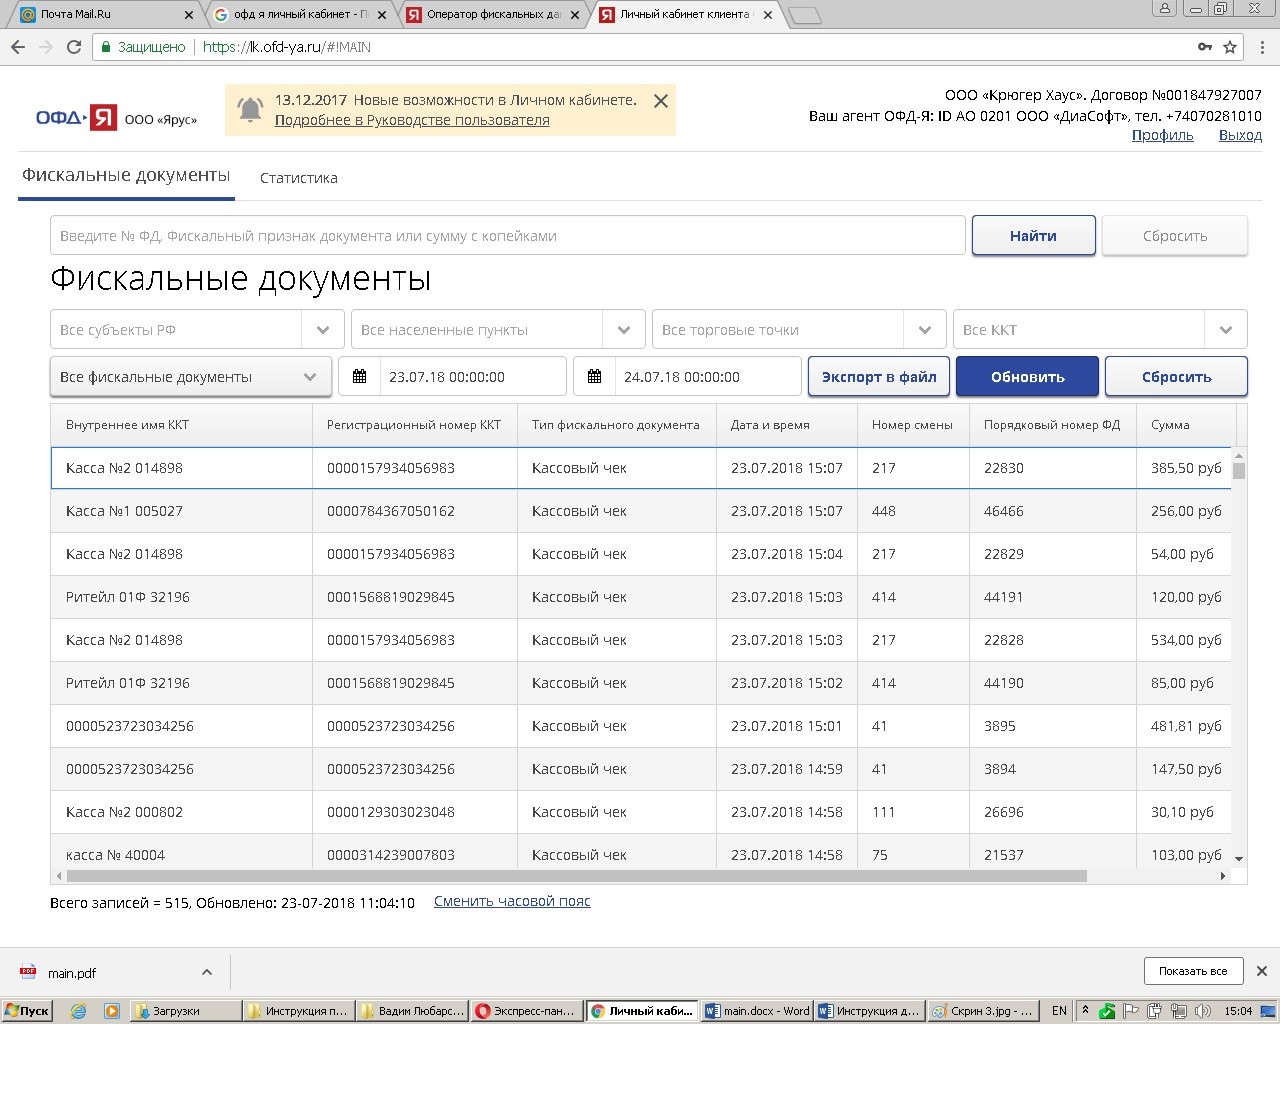 Почта Mail.Ru
офд я личный кабинет - П
Оператор фискальных да
Личный кабинет клиента
Защищено https://lk.ofd-ya.ru/#!MAIN
ОФД Я ООО «Ярус»
13.12.2017 Новые возможности в Личном кабинете.
Подробнее в Руководстве пользователя
ООО «Крюгер Хаус». Договор №001847927007
Ваш агент ОФД-Я: ID АО 0201 ООО «ДиаСофт», тел. +74070281010
Профиль Выход
Фискальные документы Статистика
Введите № ФД, Фискальный признак документа или сумму с копейками Найти Сбросить
Фискальные документы
Все субъекты РФ Все населенные пункты Все торговые точки Все ККТ
Все фискальные документы 23.07.18 00:00:00 24.07.18 00:00:00 Экспорт в файл Обновить Сбросить
Внутреннее имя ККТ Регистрационный номер ККТ Тип фискального документа Дата и время Номер смены Порядковый номер ФД Сумма
Касса №2 014898 0000157934056983 Кассовый чек 23.07.2018 15:07 217 22830 385,50 руб
Касса №1 005027 0000784367050162 Кассовый чек 23.07.2018 15:07 448 46466 256,00 руб
Касса №2 014898 0000157934056983 Кассовый чек 23.07.2018 15:04 217 22829 54,00 руб
Ритейл 01Ф 32196 0001568819029845 Кассовый чек 23.07.2018 15:03 414 44191 120,00 руб
Касса №2 014898 0000157934056983 Кассовый чек 23.07.2018 15:03 217 22828 534,00 руб
Ритейл 01Ф 32196 0001568819029845 Кассовый чек 23.07.2018 15:02 414 44190 85,00 руб
0000523723034256 0000523723034256 Кассовый чек 23.07.2018 15:01 41 3895 481,81 руб
0000523723034256 0000523723034256 Кассовый чек 23.07.2018 14:59 41 3894 147,50 руб
Касса №2 000802 0000129303023048 Кассовый чек 23.07.2018 14:58 111 26696 30,10 руб
касса № 40004 0000314239007803 Кассовый чек 23.07.2018 14:58 75 21537 103,00 руб
Всего записей = 515, Обновлено: 23-07-2018 11:04:10 Сменить часовой пояс
main.pdf Показать все
Пуск Загрузки Инструкция п... Вадим Любарс... Экспресс-пан... Личный каби... main.docx - Word Инструкция д... Скрин 3.jpg - ... EN 15:04